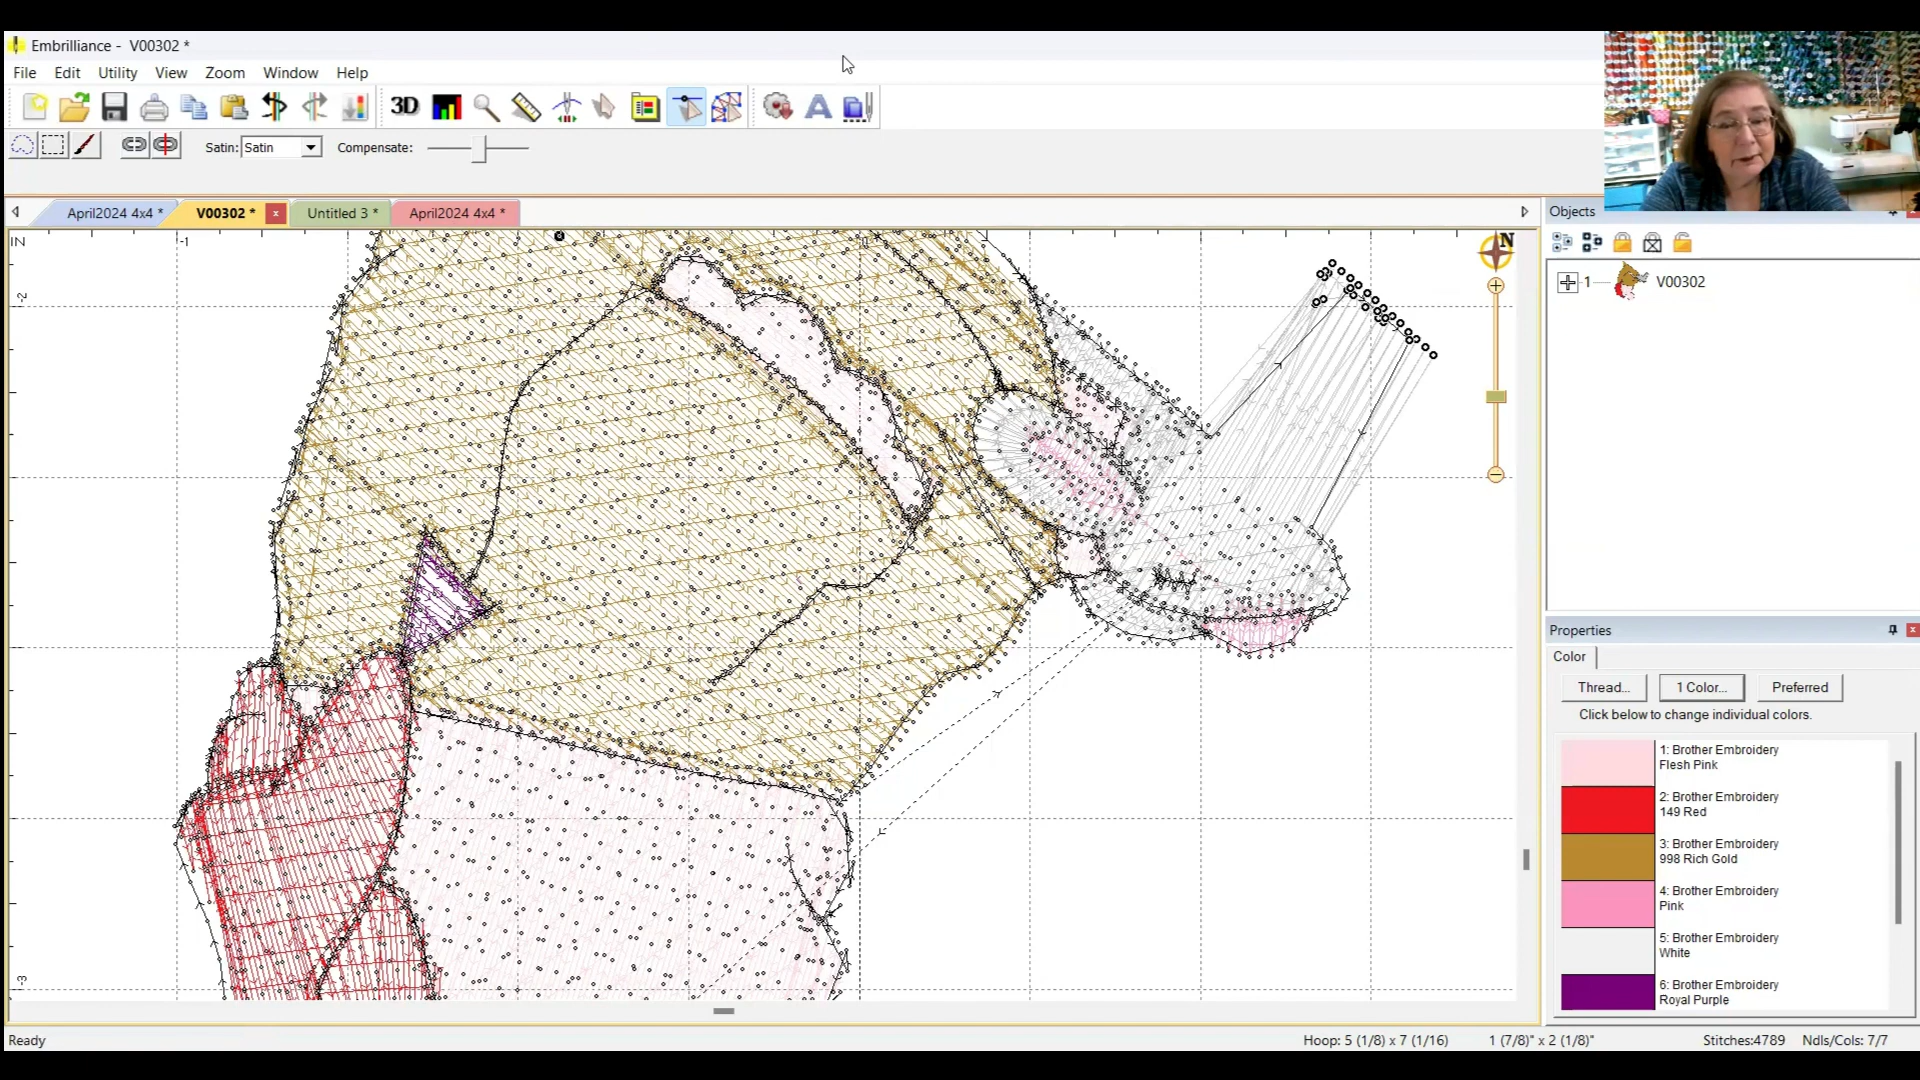 Embrilliance - V00302 *
File Edit Utility View Zoom Window Help
3D
A
Satin: Satin Compensate:
April2024 4x4 * V00302 * x Untitled 3 * April2024 4x4 *
Objects
IN -1
N
-2
-3
1 V00302
Properties
Color
Thread... 1 Color... Preferred
Click below to change individual colors.
1: Brother Embroidery
Flesh Pink
2: Brother Embroidery
149 Red
3: Brother Embroidery
998 Rich Gold
4: Brother Embroidery
Pink
5: Brother Embroidery
White
6: Brother Embroidery
Royal Purple
Ready Hoop: 5 (1/8) x 7 (1/16) 1 (7/8)" x 2 (1/8)" Stitches:4789 Ndls/Cols: 7/7